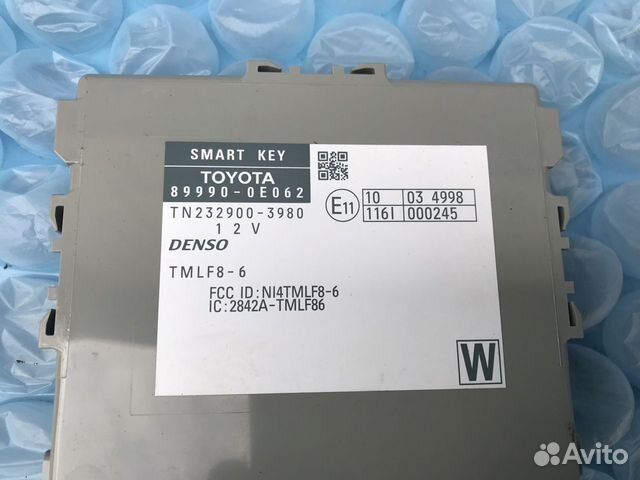 SMART KEY
TOYOTA
89990-0E062
TN232900-3980
12V
DENSO
TMLF8-6
FCC ID:NI4TMLF8-6
IC:2842A-TMLF86
E11
10 03 4998
1161 000245
W
Avito